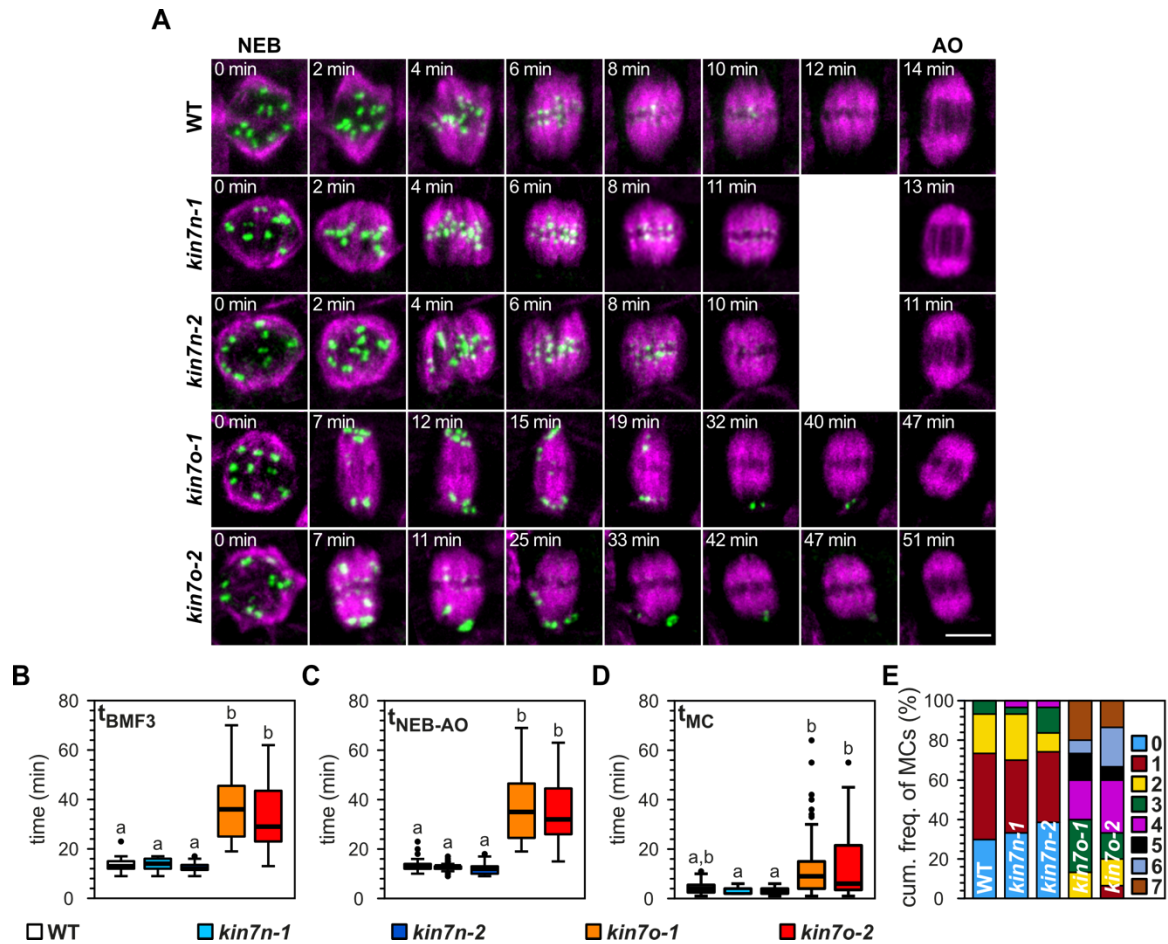 A
NEB AO
WT 0 min 2 min 4 min 6 min 8 min 10 min 12 min 14 min
kin7n-1 0 min 2 min 4 min 6 min 8 min 11 min 13 min
kin7n-2 0 min 2 min 4 min 6 min 8 min 10 min 11 min
kin7o-1 0 min 7 min 12 min 15 min 19 min 32 min 40 min 47 min
kin7o-2 0 min 7 min 11 min 25 min 33 min 42 min 47 min 51 min
B
tBMF3
time (min)
80
60
40
20
0
a a a b b
C
tNEB-AO
time (min)
80
60
40
20
0
a a a b b
D
tMC
time (min)
80
60
40
20
0
a,b a a b b
E
cum. freq. of MCs (%)
100
80
60
40
20
0
WT kin7n-1 kin7n-2 kin7o-1 kin7o-2
0
1
2
3
4
5
6
7
WT kin7n-1 kin7n-2 kin7o-1 kin7o-2